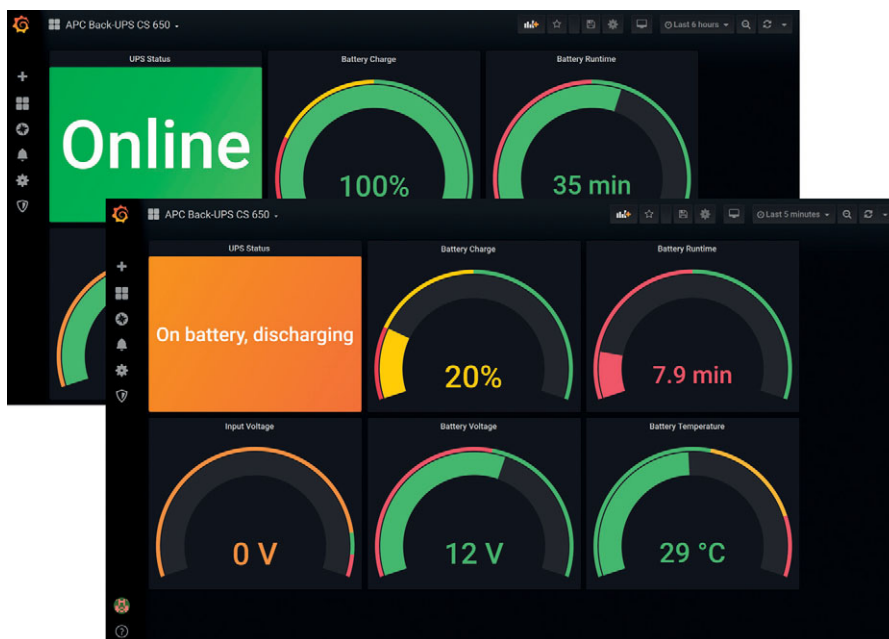 APC Back-UPS CS 650
Last 6 hours
UPS Status
Battery Charge
Battery Runtime
Online
100%
35 min
APC Back-UPS CS 650
Last 5 minutes
UPS Status
Battery Charge
Battery Runtime
On battery, discharging
20%
7.9 min
Input Voltage
Battery Voltage
Battery Temperature
0 V
12 V
29 °C